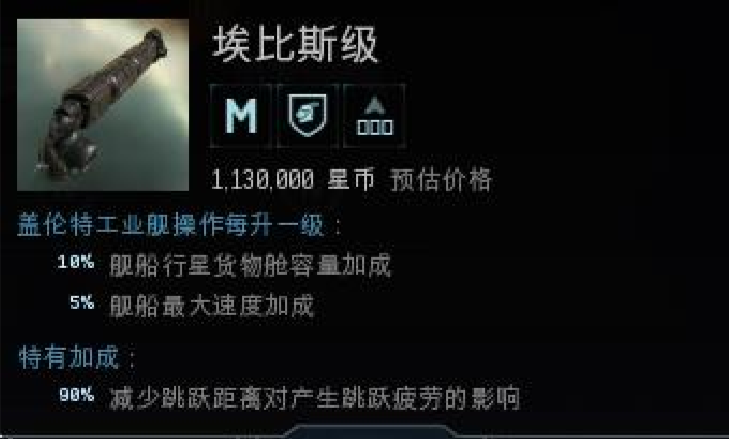 埃比斯级
M
1,130,000 星币 预估价格
盖伦特工业舰操作每升一级：
10% 舰船行星货物舱容量加成
5% 舰船最大速度加成
特有加成：
90% 减少跳跃距离对产生跳跃疲劳的影响